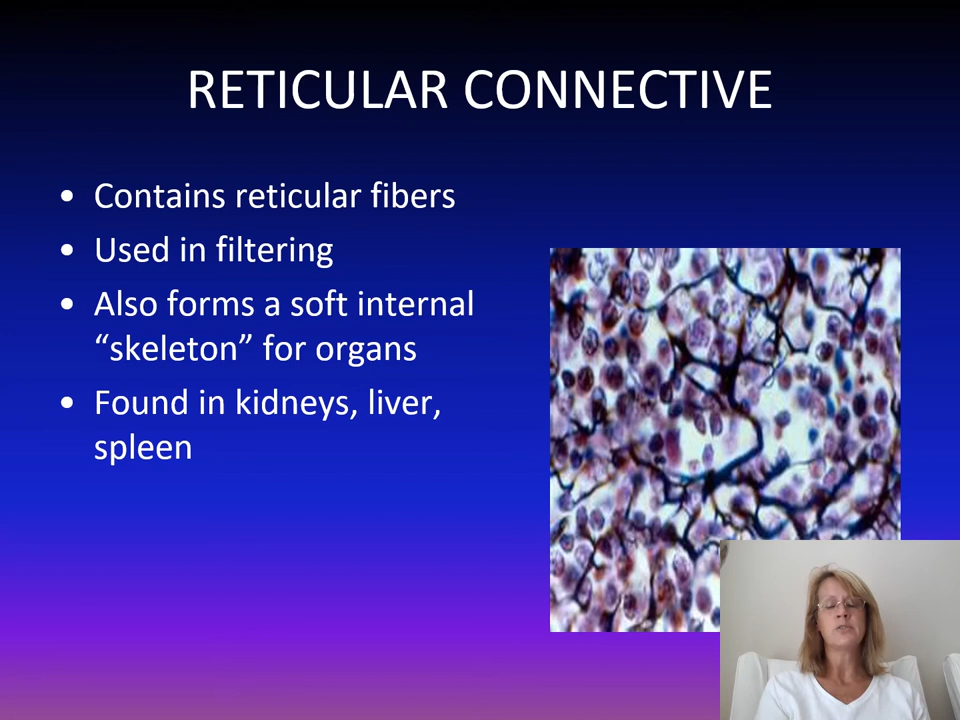 RETICULAR CONNECTIVE
• Contains reticular fibers
• Used in filtering
• Also forms a soft internal
“skeleton” for organs
• Found in kidneys, liver,
spleen